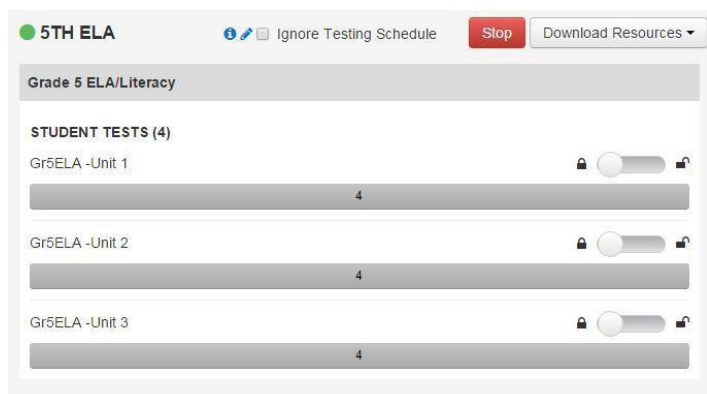 5TH ELA Ignore Testing Schedule Stop Download Resources
Grade 5 ELA/Literacy
STUDENT TESTS (4)
Gr5ELA -Unit 1
4
Gr5ELA -Unit 2
4
Gr5ELA -Unit 3
4